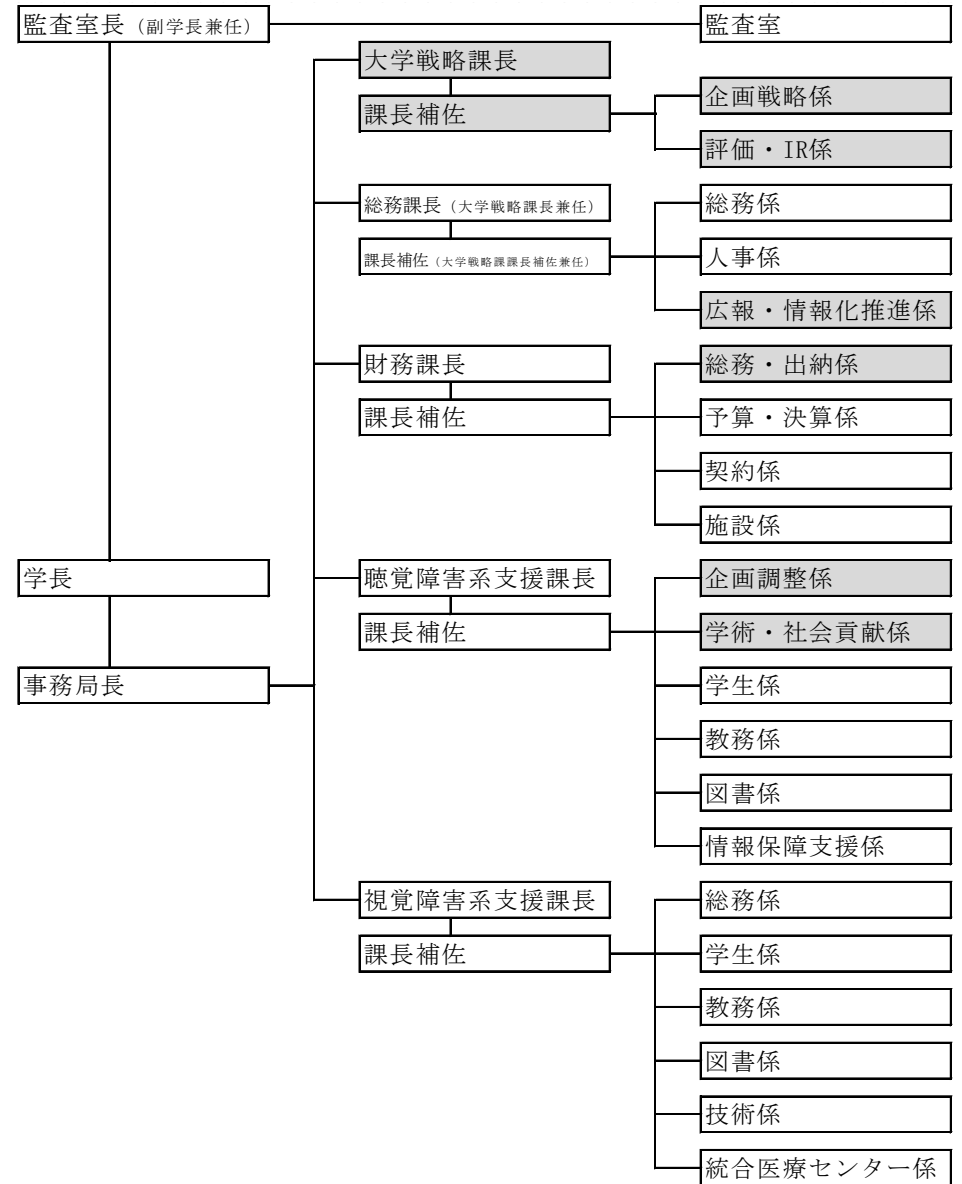 監査室長（副学長兼任）
監査室
大学戦略課長
課長補佐
企画戦略係
評価・IR係
総務課長（大学戦略課長兼任）
課長補佐（大学戦略課課長補佐兼任）
総務係
人事係
広報・情報化推進係
財務課長
課長補佐
総務・出納係
予算・決算係
契約係
施設係
学長
聴覚障害系支援課長
課長補佐
企画調整係
学術・社会貢献係
事務局長
学生係
教務係
図書係
情報保障支援係
視覚障害系支援課長
課長補佐
総務係
学生係
教務係
図書係
技術係
統合医療センター係